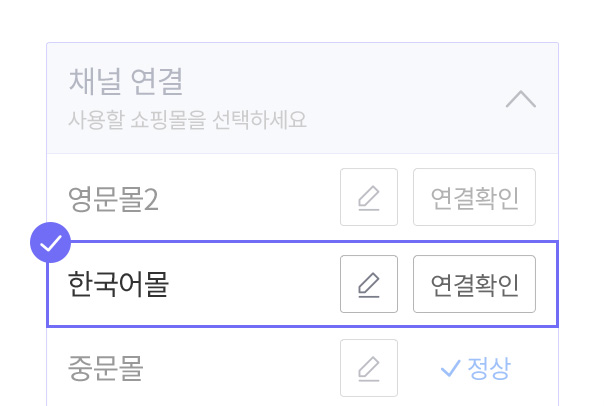 채널 연결
사용할 쇼핑몰을 선택하세요
영문몰2
연결확인
한국어몰
연결확인
중문몰
정상